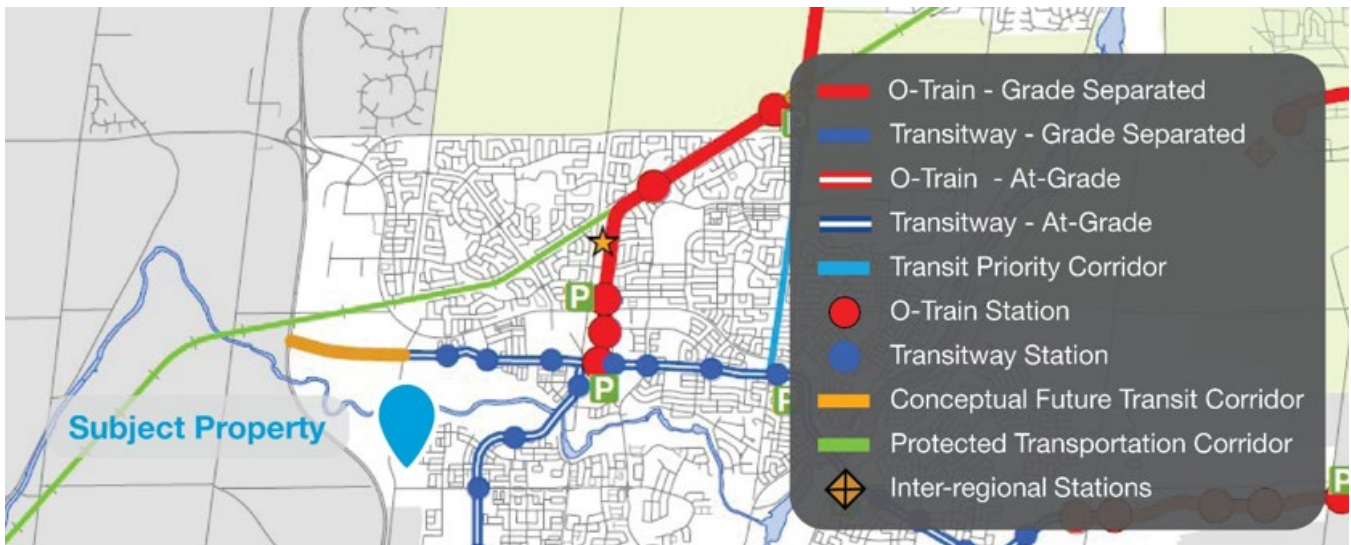 O-Train - Grade Separated
Transitway - Grade Separated
O-Train  - At-Grade
Transitway - At-Grade
Transit Priority Corridor
O-Train Station
Transitway Station
Conceptual Future Transit Corridor
Protected Transportation Corridor
Inter-regional Stations
P
P
P
P
P
Subject Property